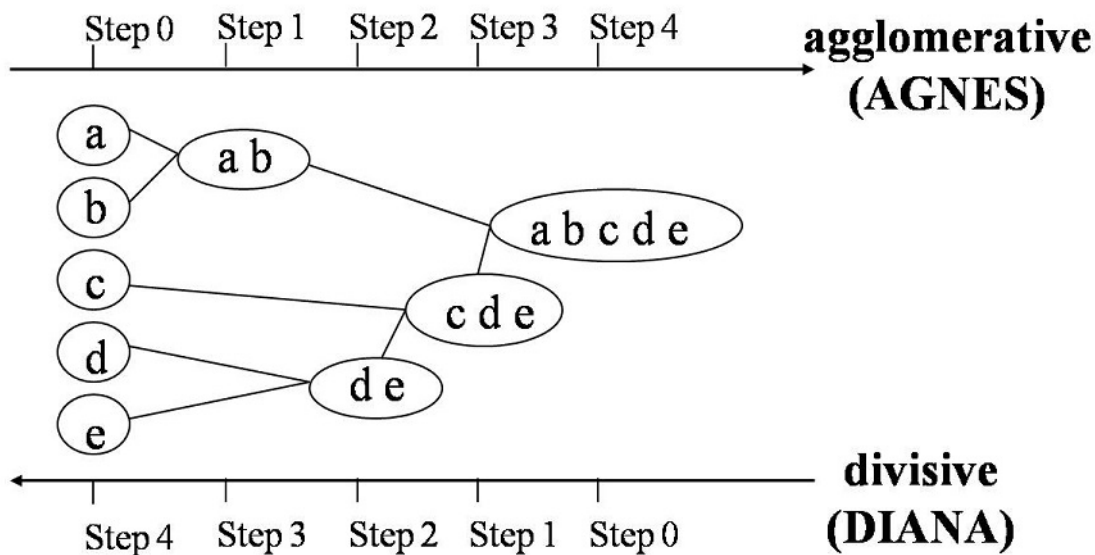 Step 0 Step 1 Step 2 Step 3 Step 4
agglomerative
(AGNES)
a
a b
b
a b c d e
c
c d e
d
d e
e
divisive
(DIANA)
Step 4 Step 3 Step 2 Step 1 Step 0